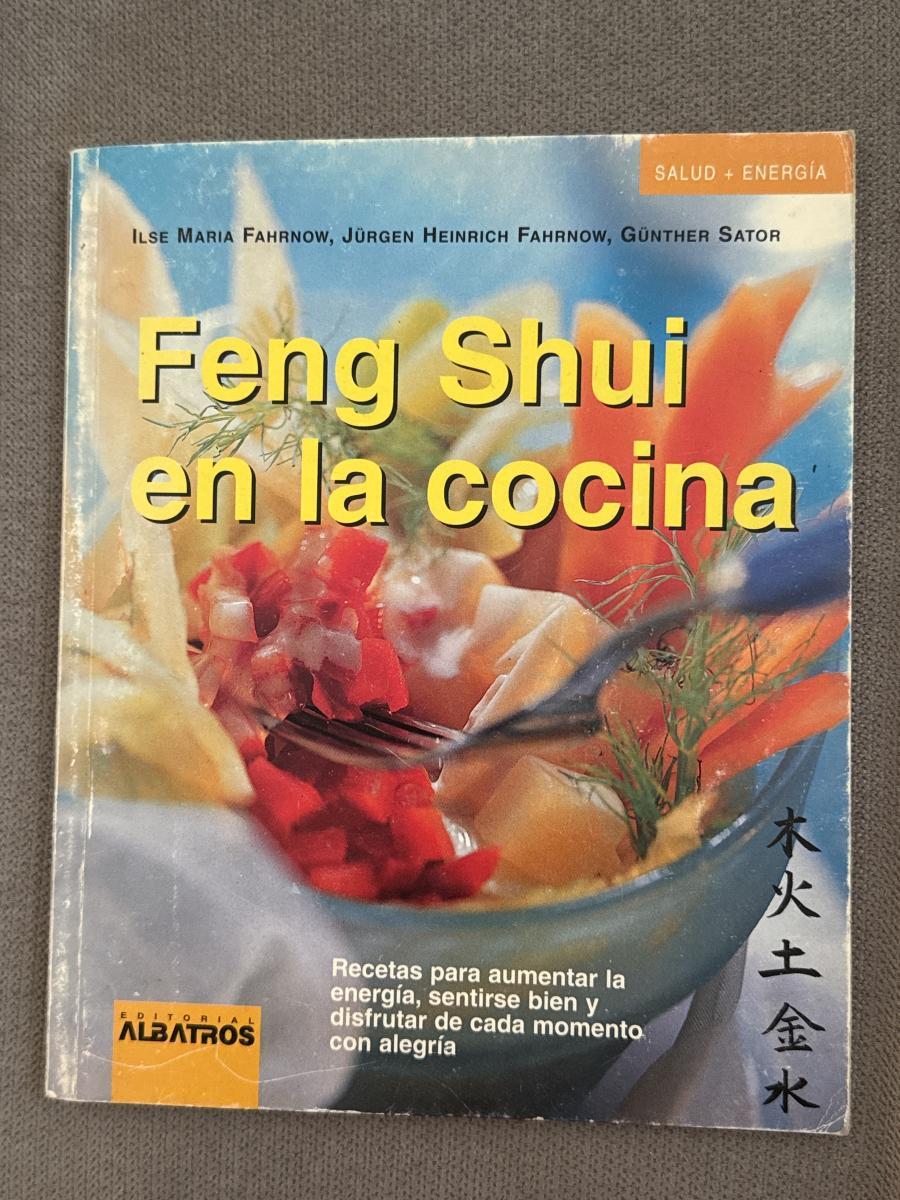 SALUD + ENERGÍA
ILSE MARIA FAHRNOW, JÜRGEN HEINRICH FAHRNOW, GÜNTHER SATOR
Feng Shui
en la cocina
木
火
土
金
水
Recetas para aumentar la
energía, sentirse bien y
disfrutar de cada momento
con alegría
EDITORIAL
ALBATROS